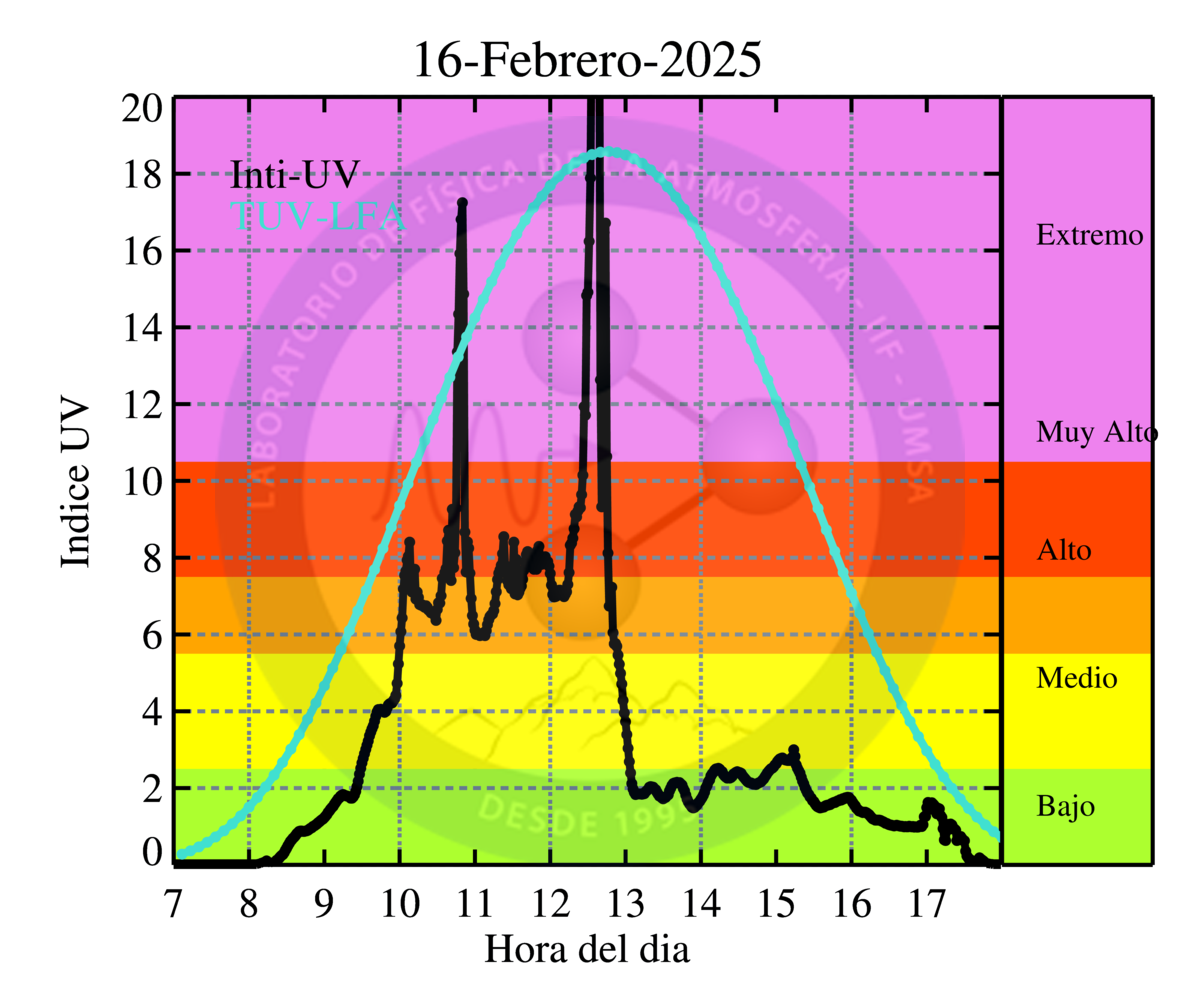 16-Febrero-2025
Inti-UV
TUV-LFA
Indice UV
20
18
16
14
12
10
8
6
4
2
0
7 8 9 10 11 12 13 14 15 16 17
Hora del dia
Extremo
Muy Alto
Alto
Medio
Bajo
LABORATORIO DE FÍSICA DE LA ATMÓSFERA - IIF - UMSA
DESDE 1995